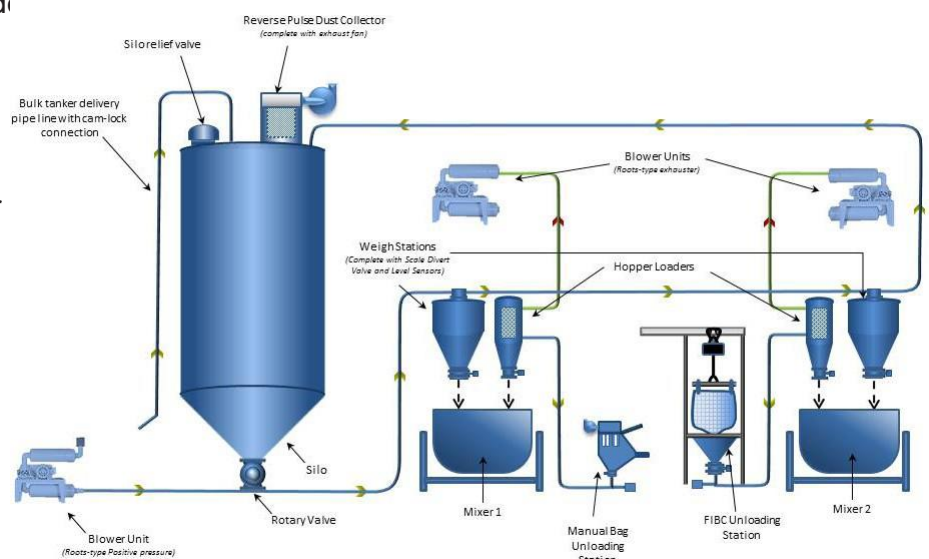 Reverse Pulse Dust Collector
(complete with exhaust fan)
Silo relief valve
Bulk tanker delivery
pipe line with cam-lock
connection
Blower Units
(Roots-type exhauster)
Weigh Stations
(Complete with Scale Divert
Valve and Level Sensors)
Hopper Loaders
Silo
Rotary Valve
Mixer 1
Mixer 2
Manual Bag
Unloading
Station
FIBC Unloading
Station
Blower Unit
(Roots-type Positive pressure)